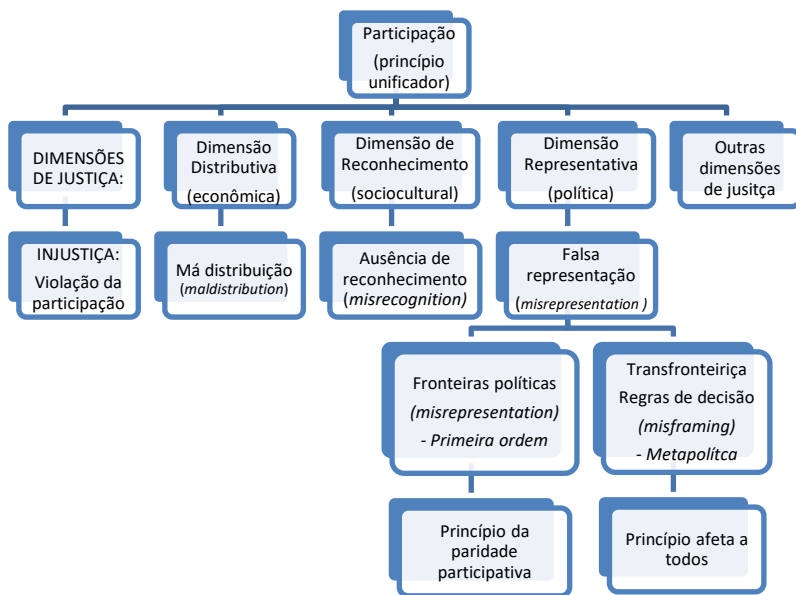 Participação
(princípio
unificador)
DIMENSÕES
DE JUSTIÇA:
Dimensão
Distributiva
(econômica)
Dimensão de
Reconhecimento
(sociocultural)
Dimensão
Representativa
(política)
Outras
dimensões
de jusitça
INJUSTIÇA:
Violação da
participação
Má distribuição
(maldistribution)
Ausência de
reconhecimento
(misrecognition)
Falsa
representação
(misrepresentation )
Fronteiras políticas
(misrepresentation)
- Primeira ordem
Transfronteiriça
Regras de decisão
(misframing)
- Metapolítca
Princípio da
paridade
participativa
Princípio afeta a
todos